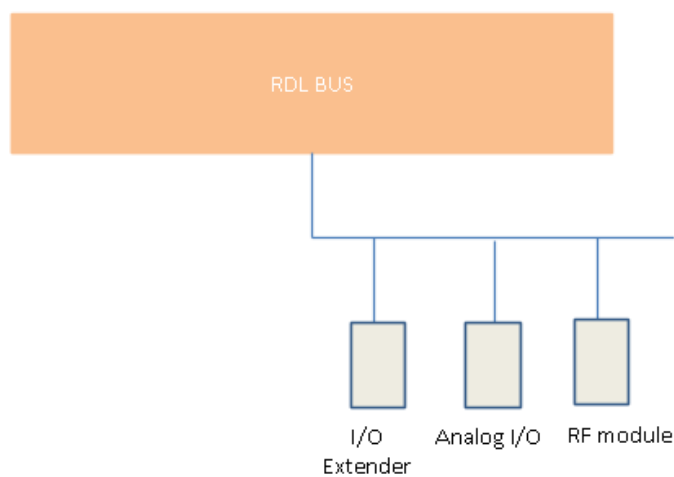 RDL BUS
I/O
Extender
Analog I/O
RF module